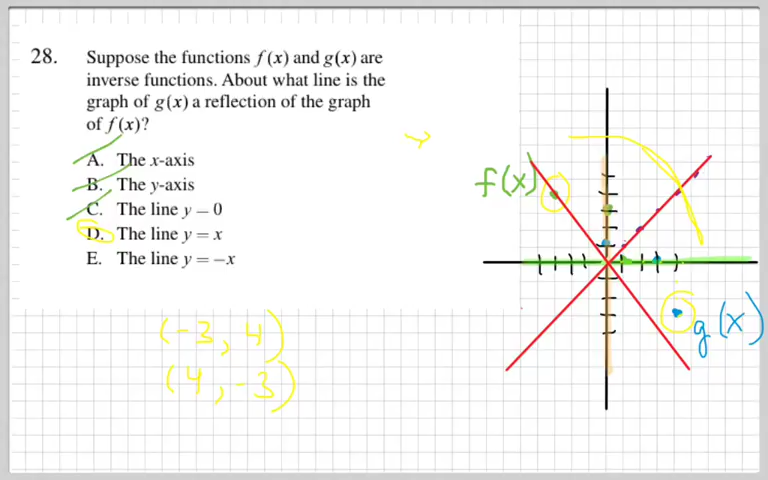 28. Suppose the functions f(x) and g(x) are
inverse functions. About what line is the
graph of g(x) a reflection of the graph
of f(x)?
A. The x-axis
B. The y-axis
C. The line y = 0
D. The line y = x
E. The line y = −x
f(x)
g(x)
(-3, 4)
(4, -3)